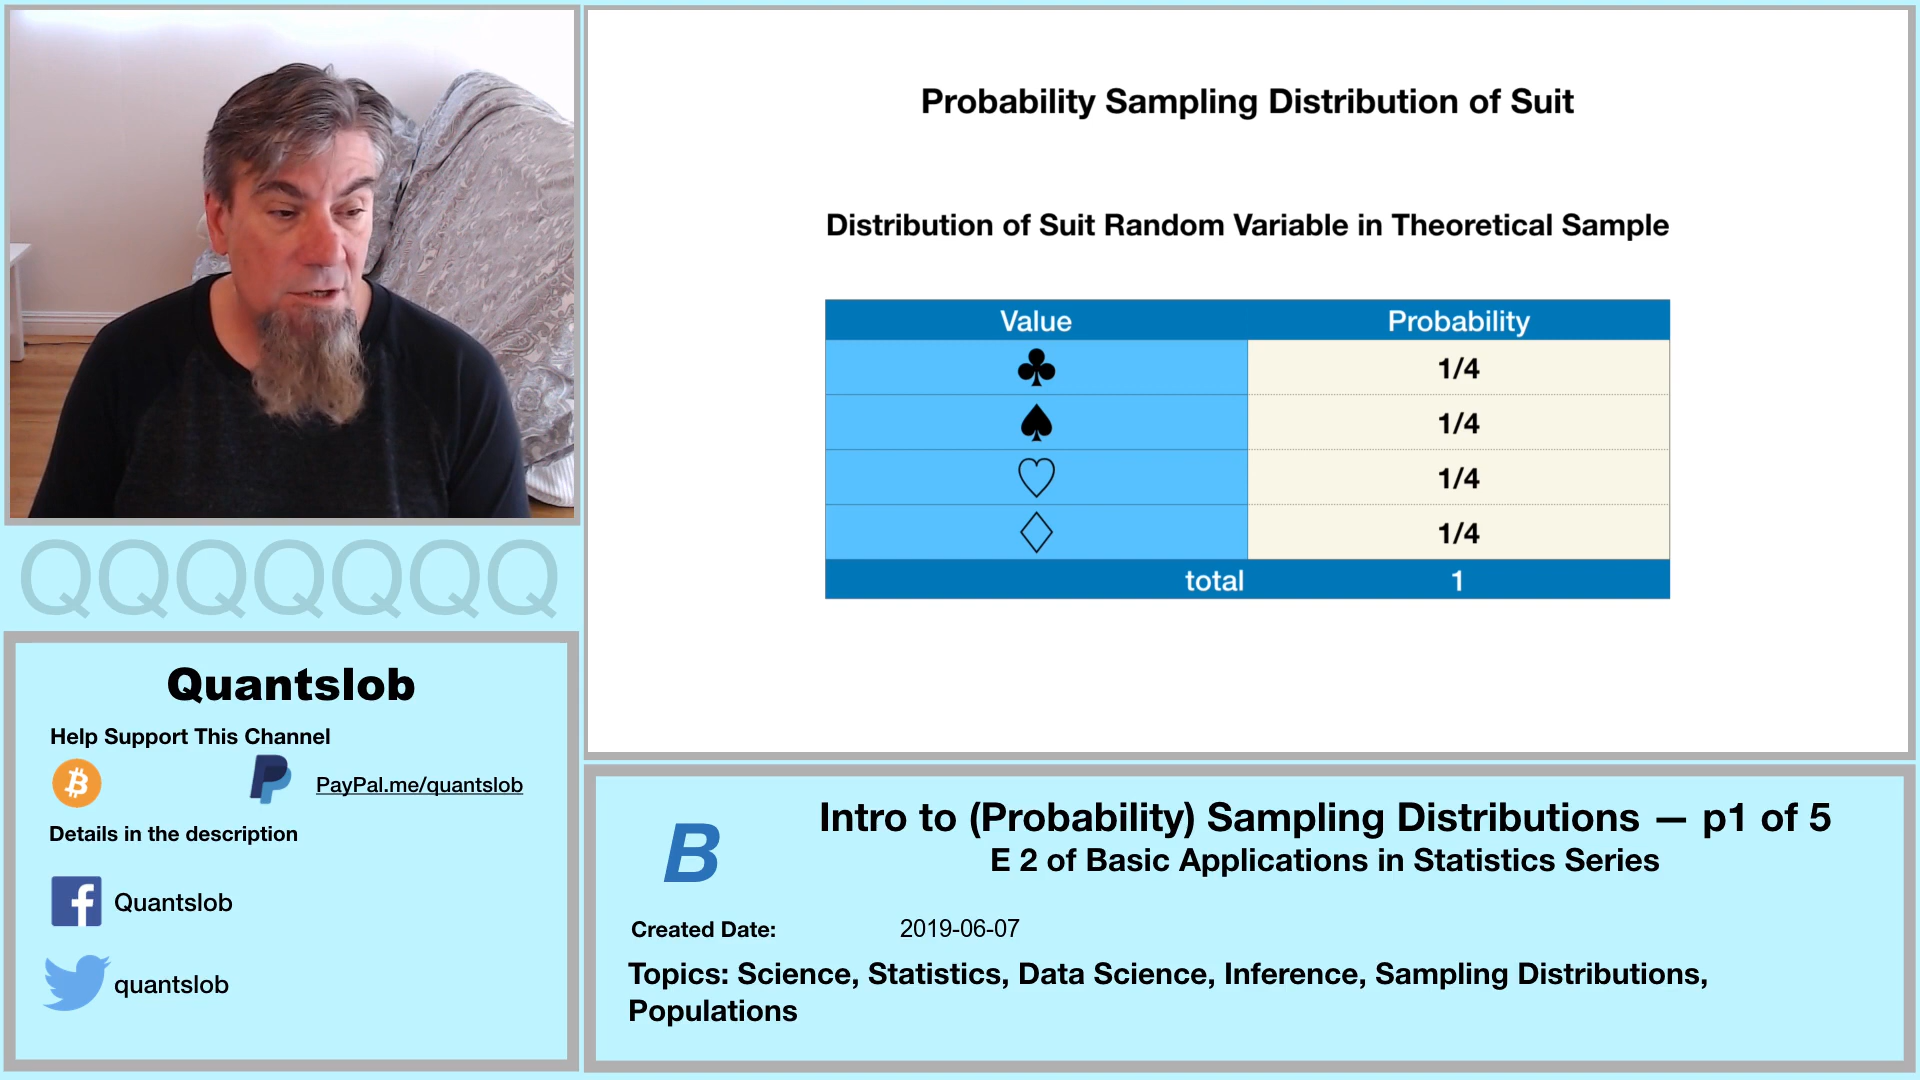 Probability Sampling Distribution of Suit
Distribution of Suit Random Variable in Theoretical Sample
Value Probability
♣ 1/4
♠ 1/4
♡ 1/4
♢ 1/4
total 1
QQQQQQQ
Quantslob
Help Support This Channel
PayPal.me/quantslob
Details in the description
Quantslob
quantslob
B
Intro to (Probability) Sampling Distributions — p1 of 5
E 2 of Basic Applications in Statistics Series
Created Date: 2019-06-07
Topics: Science, Statistics, Data Science, Inference, Sampling Distributions,
Populations